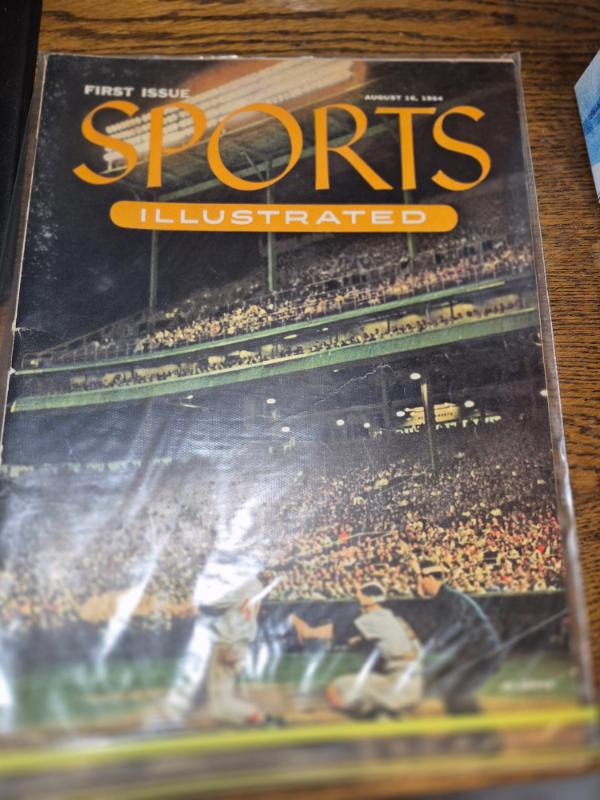 FIRST ISSUE
AUGUST 16, 1954
SPORTS
ILLUSTRATED